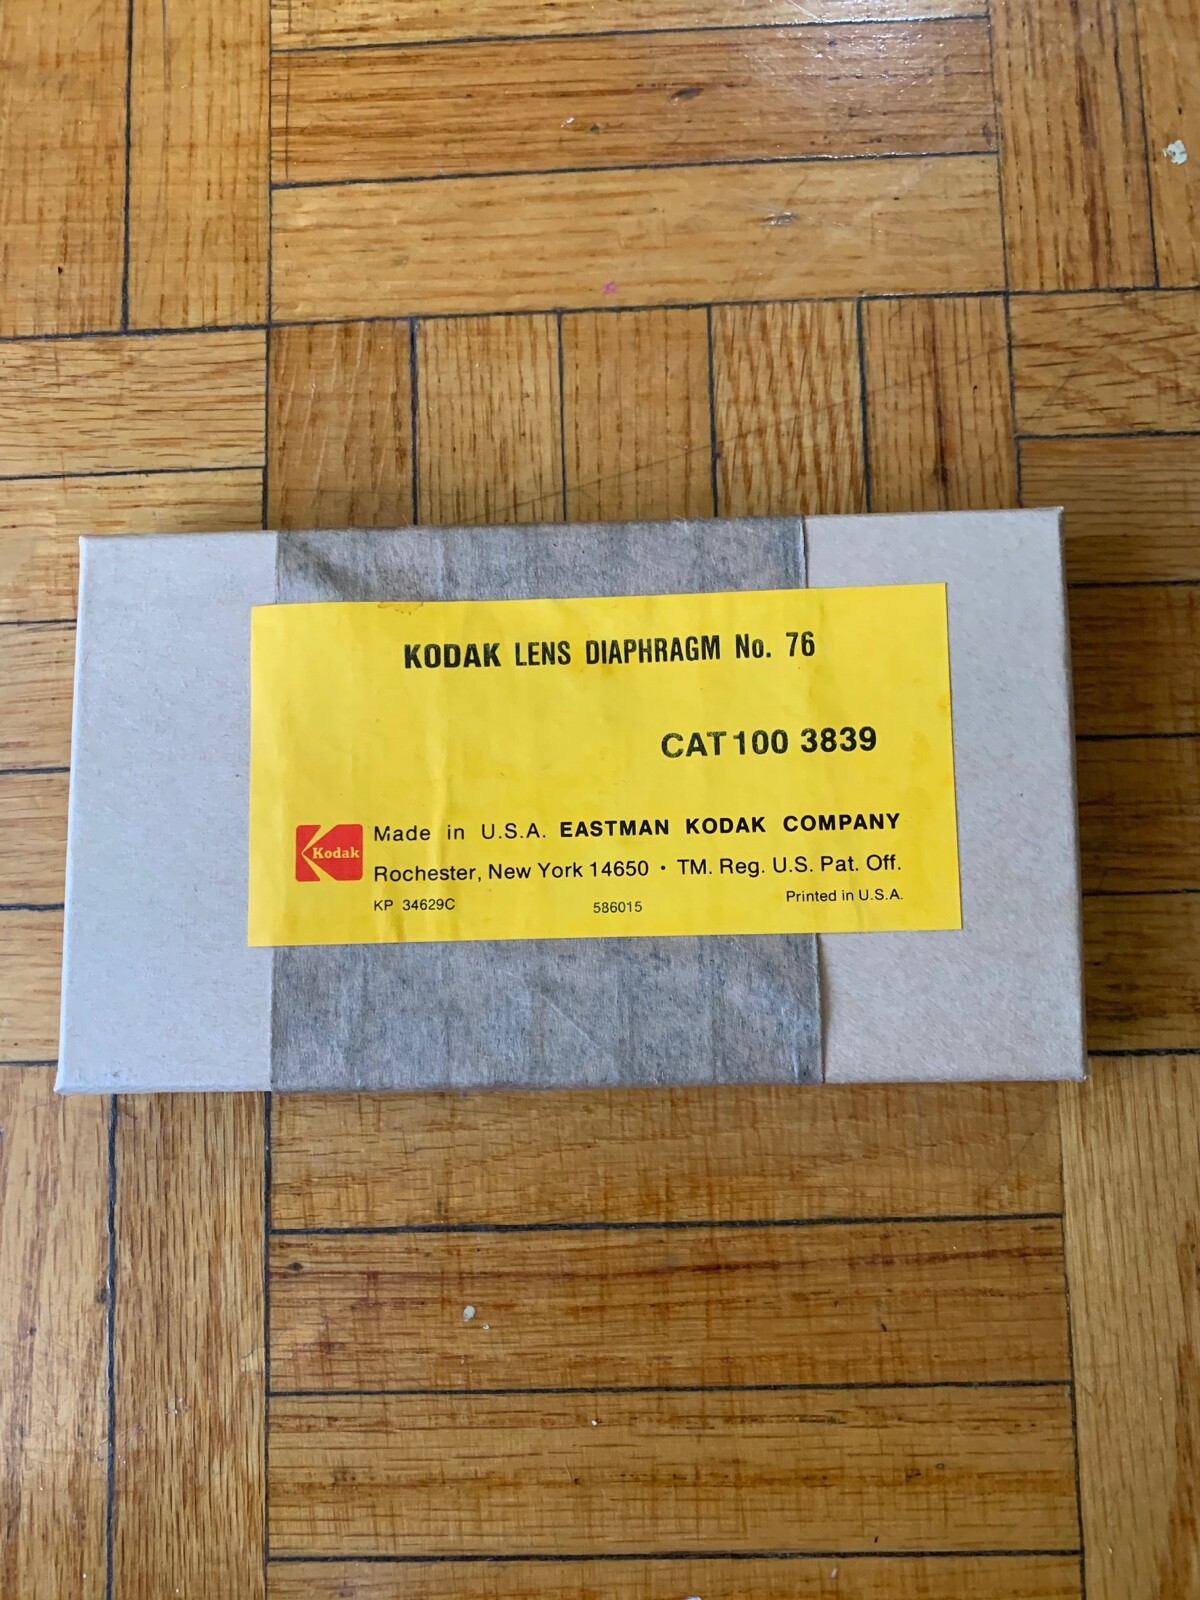 KODAK LENS DIAPHRAGM No. 76
CAT 100 3839
Kodak
Made in U.S.A. EASTMAN KODAK COMPANY
Rochester, New York 14650 • TM. Reg. U.S. Pat. Off.
KP 34629C 586015 Printed in U.S.A.